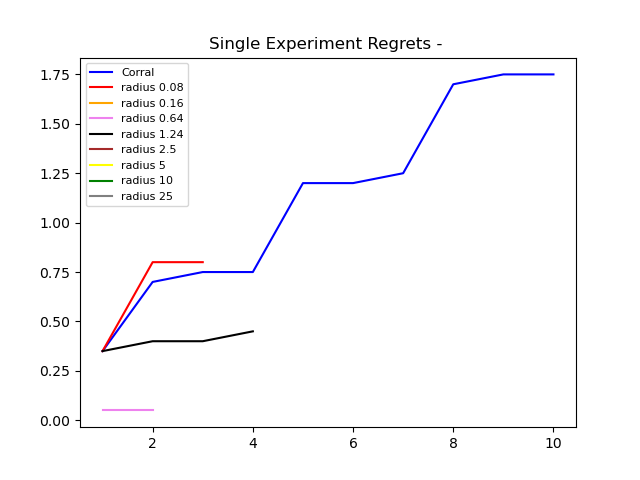 Single Experiment Regrets -
Corral
radius 0.08
radius 0.16
radius 0.64
radius 1.24
radius 2.5
radius 5
radius 10
radius 25
1.75
1.50
1.25
1.00
0.75
0.50
0.25
0.00
2 4 6 8 10